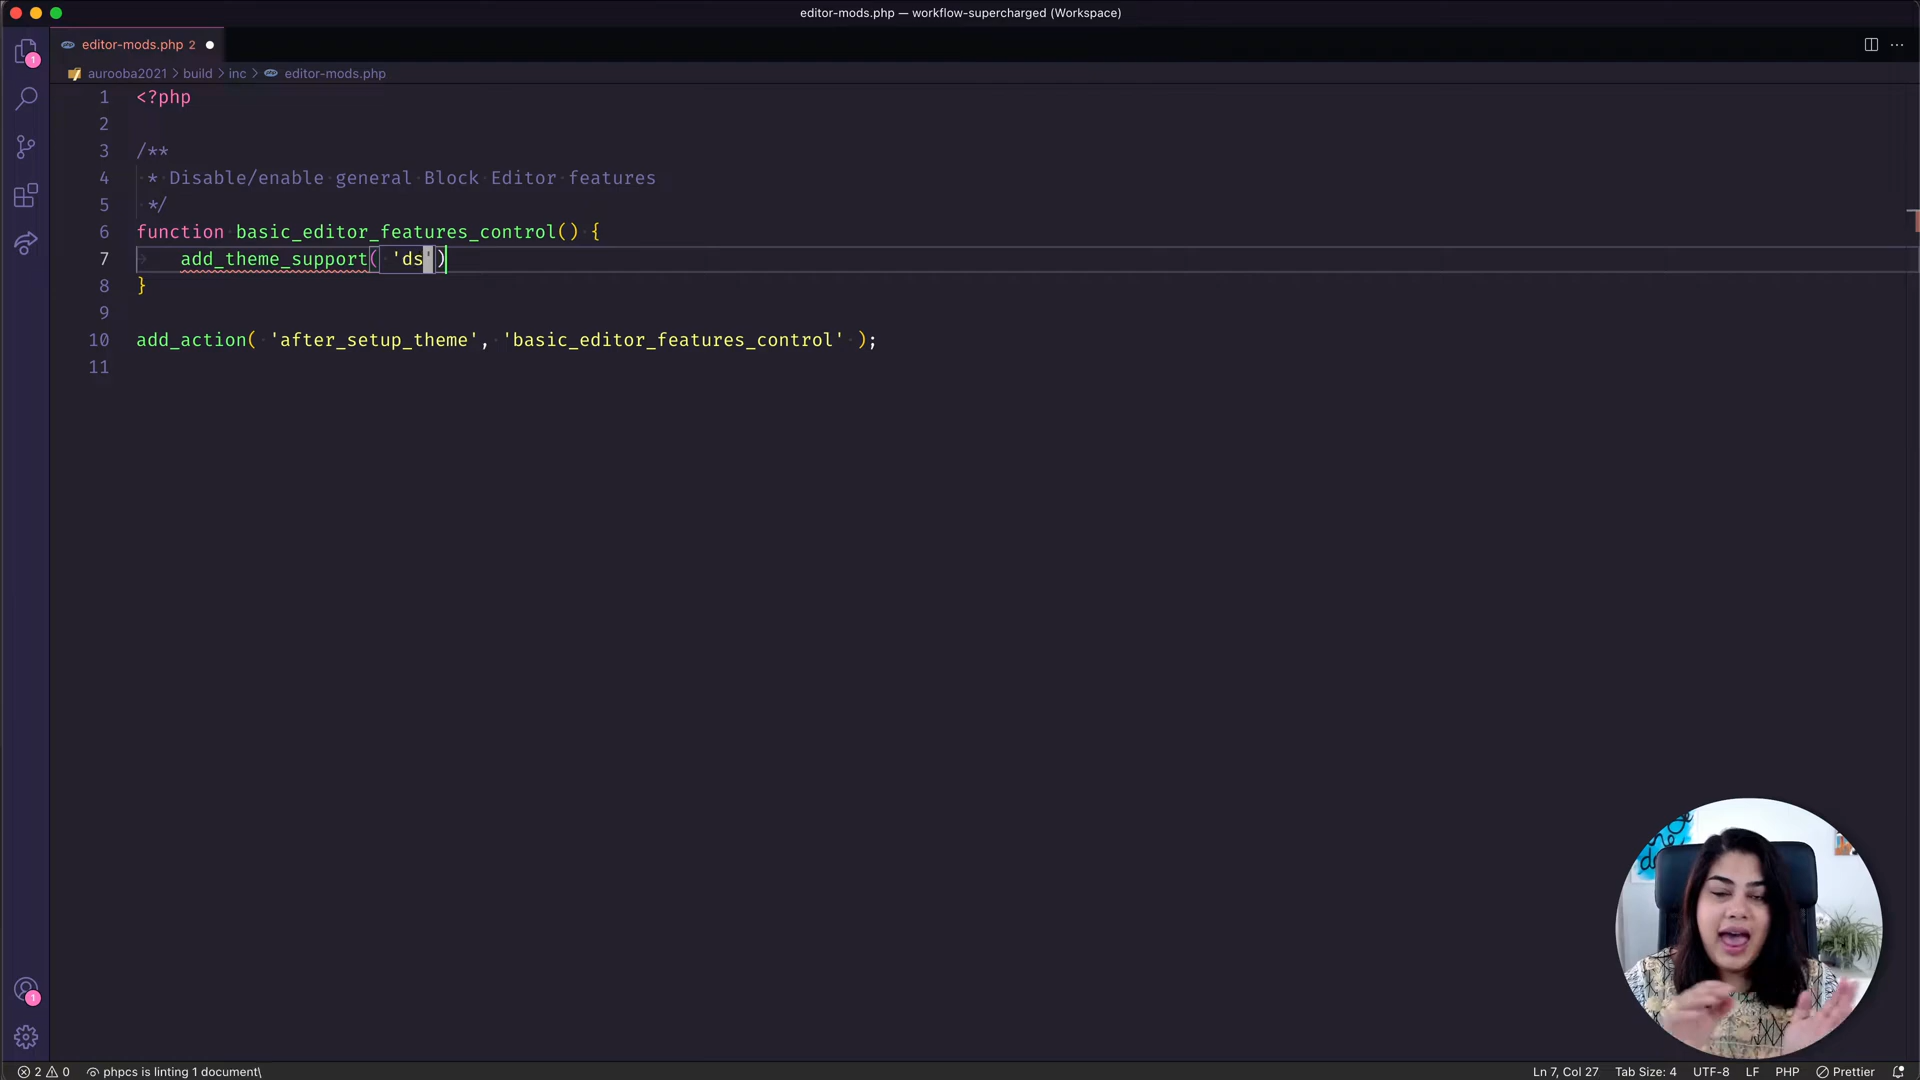 editor-mods.php — workflow-supercharged (Workspace)
editor-mods.php 2
aurooba2021 > build > inc > editor-mods.php
1 <?php
2
3 /**
4 * Disable/enable general Block Editor features
5 */
6 function basic_editor_features_control() {
7 add_theme_support( 'ds')
8 }
9
10 add_action( 'after_setup_theme', 'basic_editor_features_control' );
11
1
1
2 0 phpcs is linting 1 document\ Ln 7, Col 27 Tab Size: 4 UTF-8 LF PHP Prettier